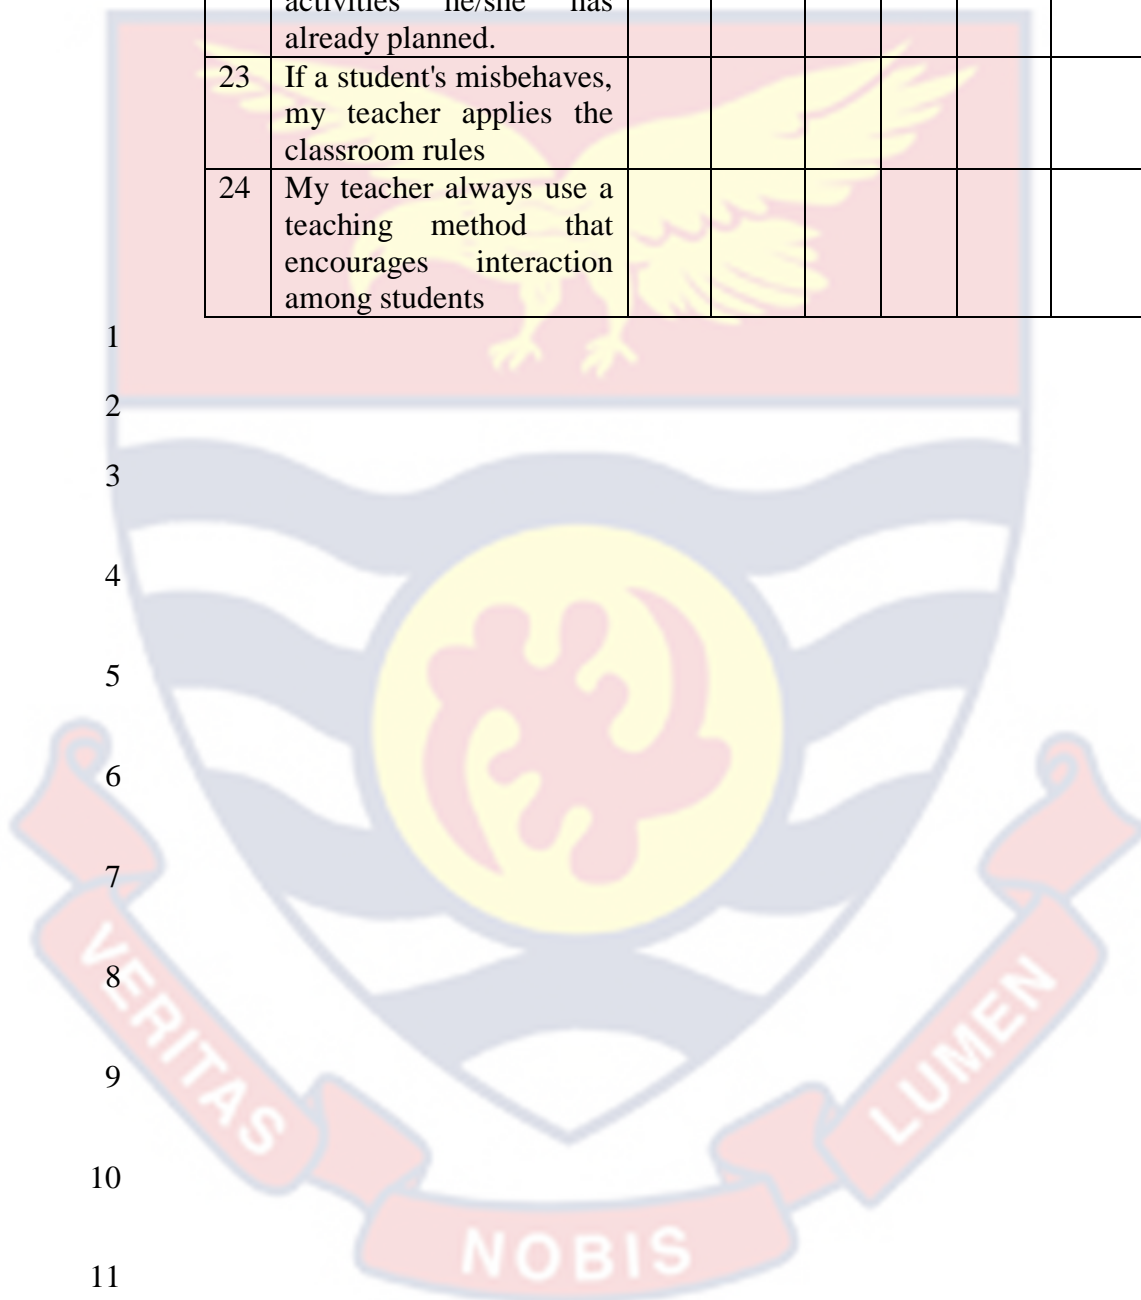 activities he/she has
already planned.
23 If a student's misbehaves,
my teacher applies the
classroom rules
24 My teacher always use a
teaching method that
encourages interaction
among students
1
2
3
4
5
6
7
8
9
10
11
VERITAS
NOBIS
LUMEN